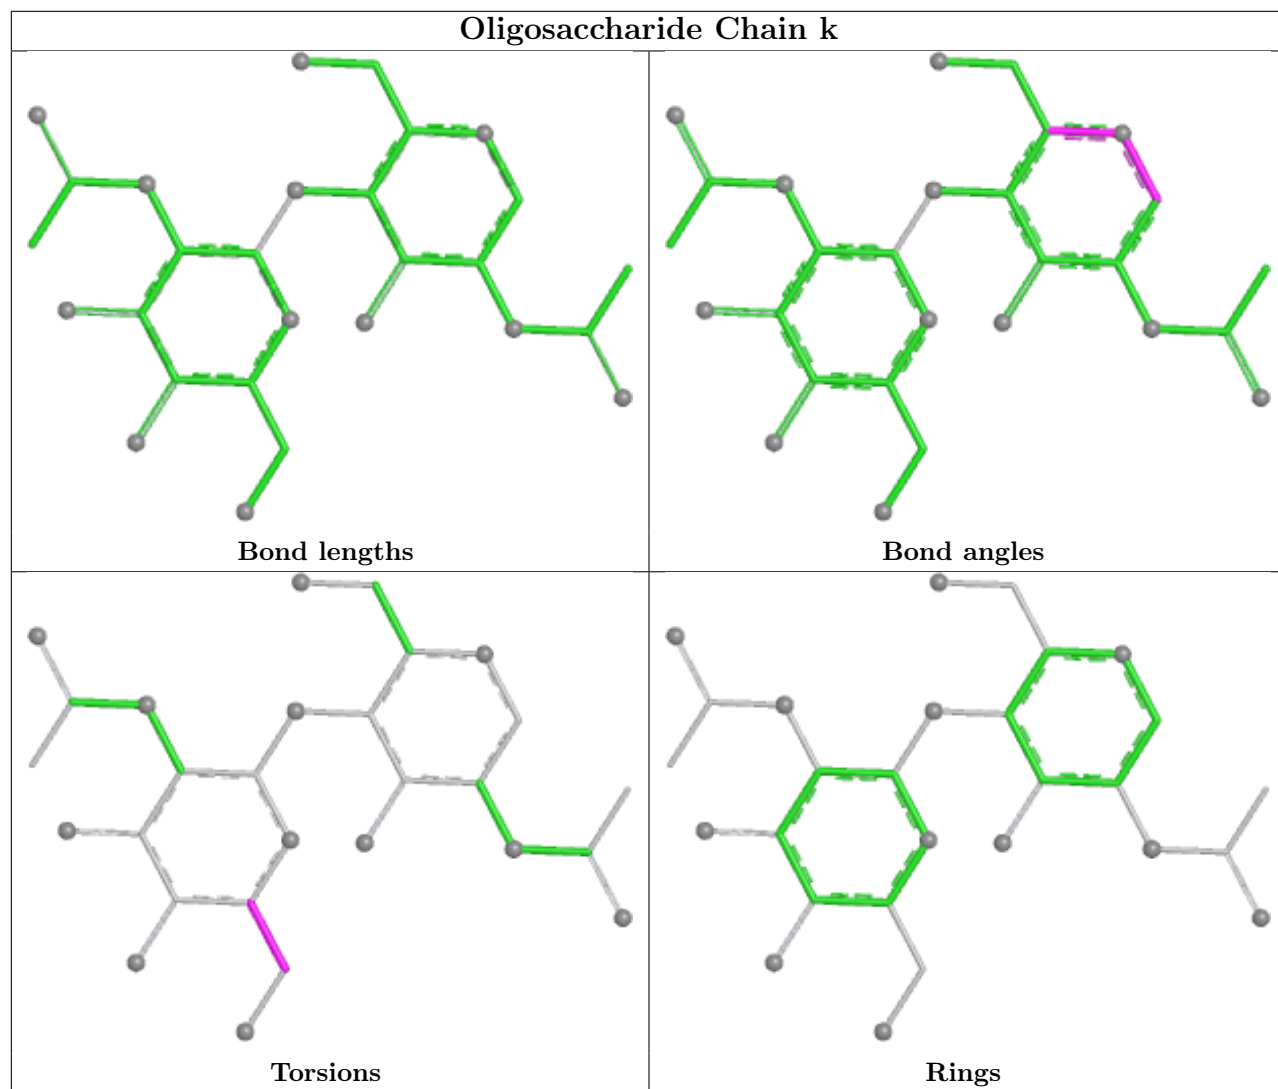 Oligosaccharide Chain k
Bond lengths
Bond angles
Torsions
Rings